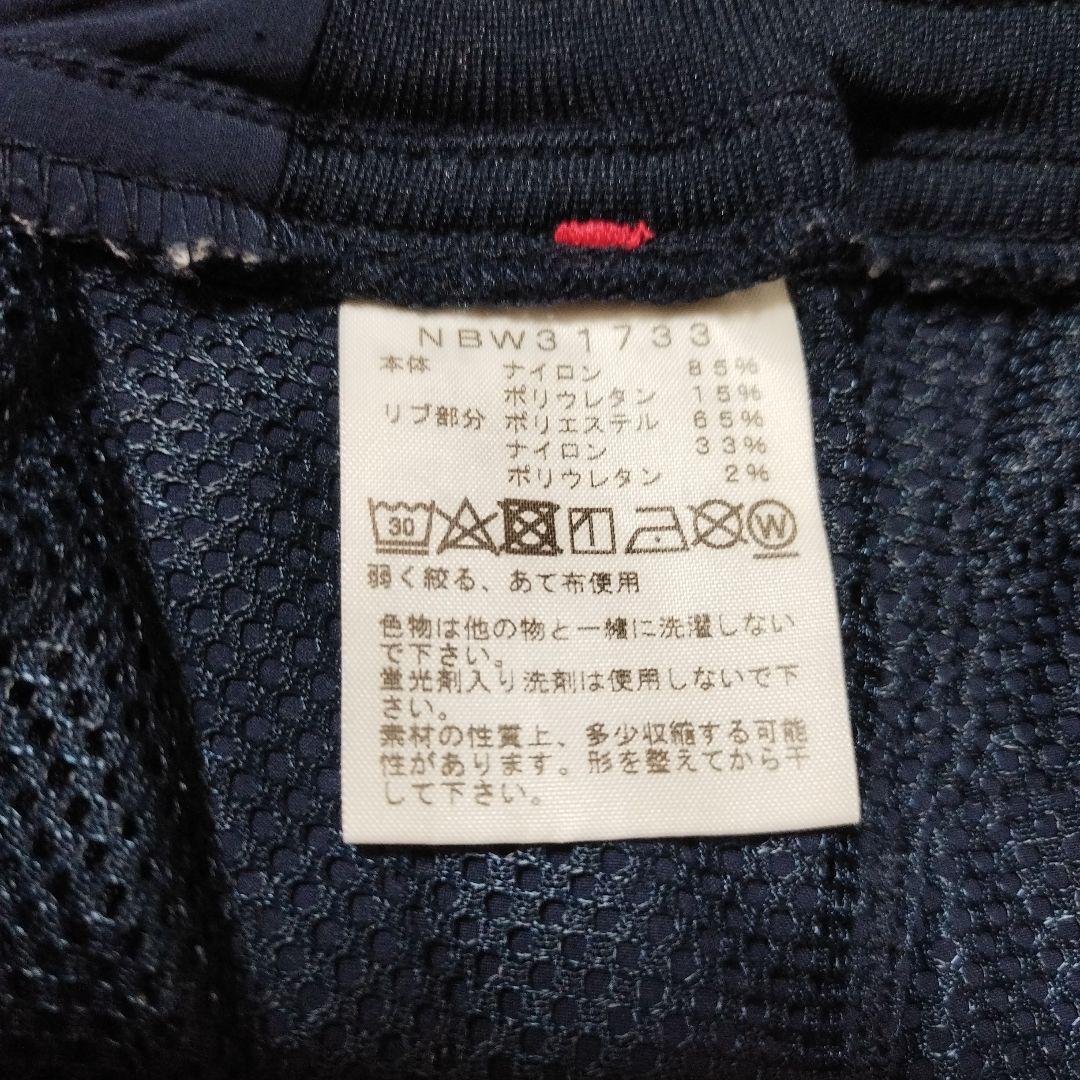 NBW31733
本体 ナイロン 85%
ポリウレタン 15%
リブ部分 ポリエステル 65%
ナイロン 33%
ポリウレタン 2%
30 W
弱く絞る、あて布使用
色物は他の物と一緒に洗濯しない
で下さい。
蛍光剤入り洗剤は使用しないで下
さい。
素材の性質上、多少収縮する可能
性があります。形を整えてから干
して下さい。